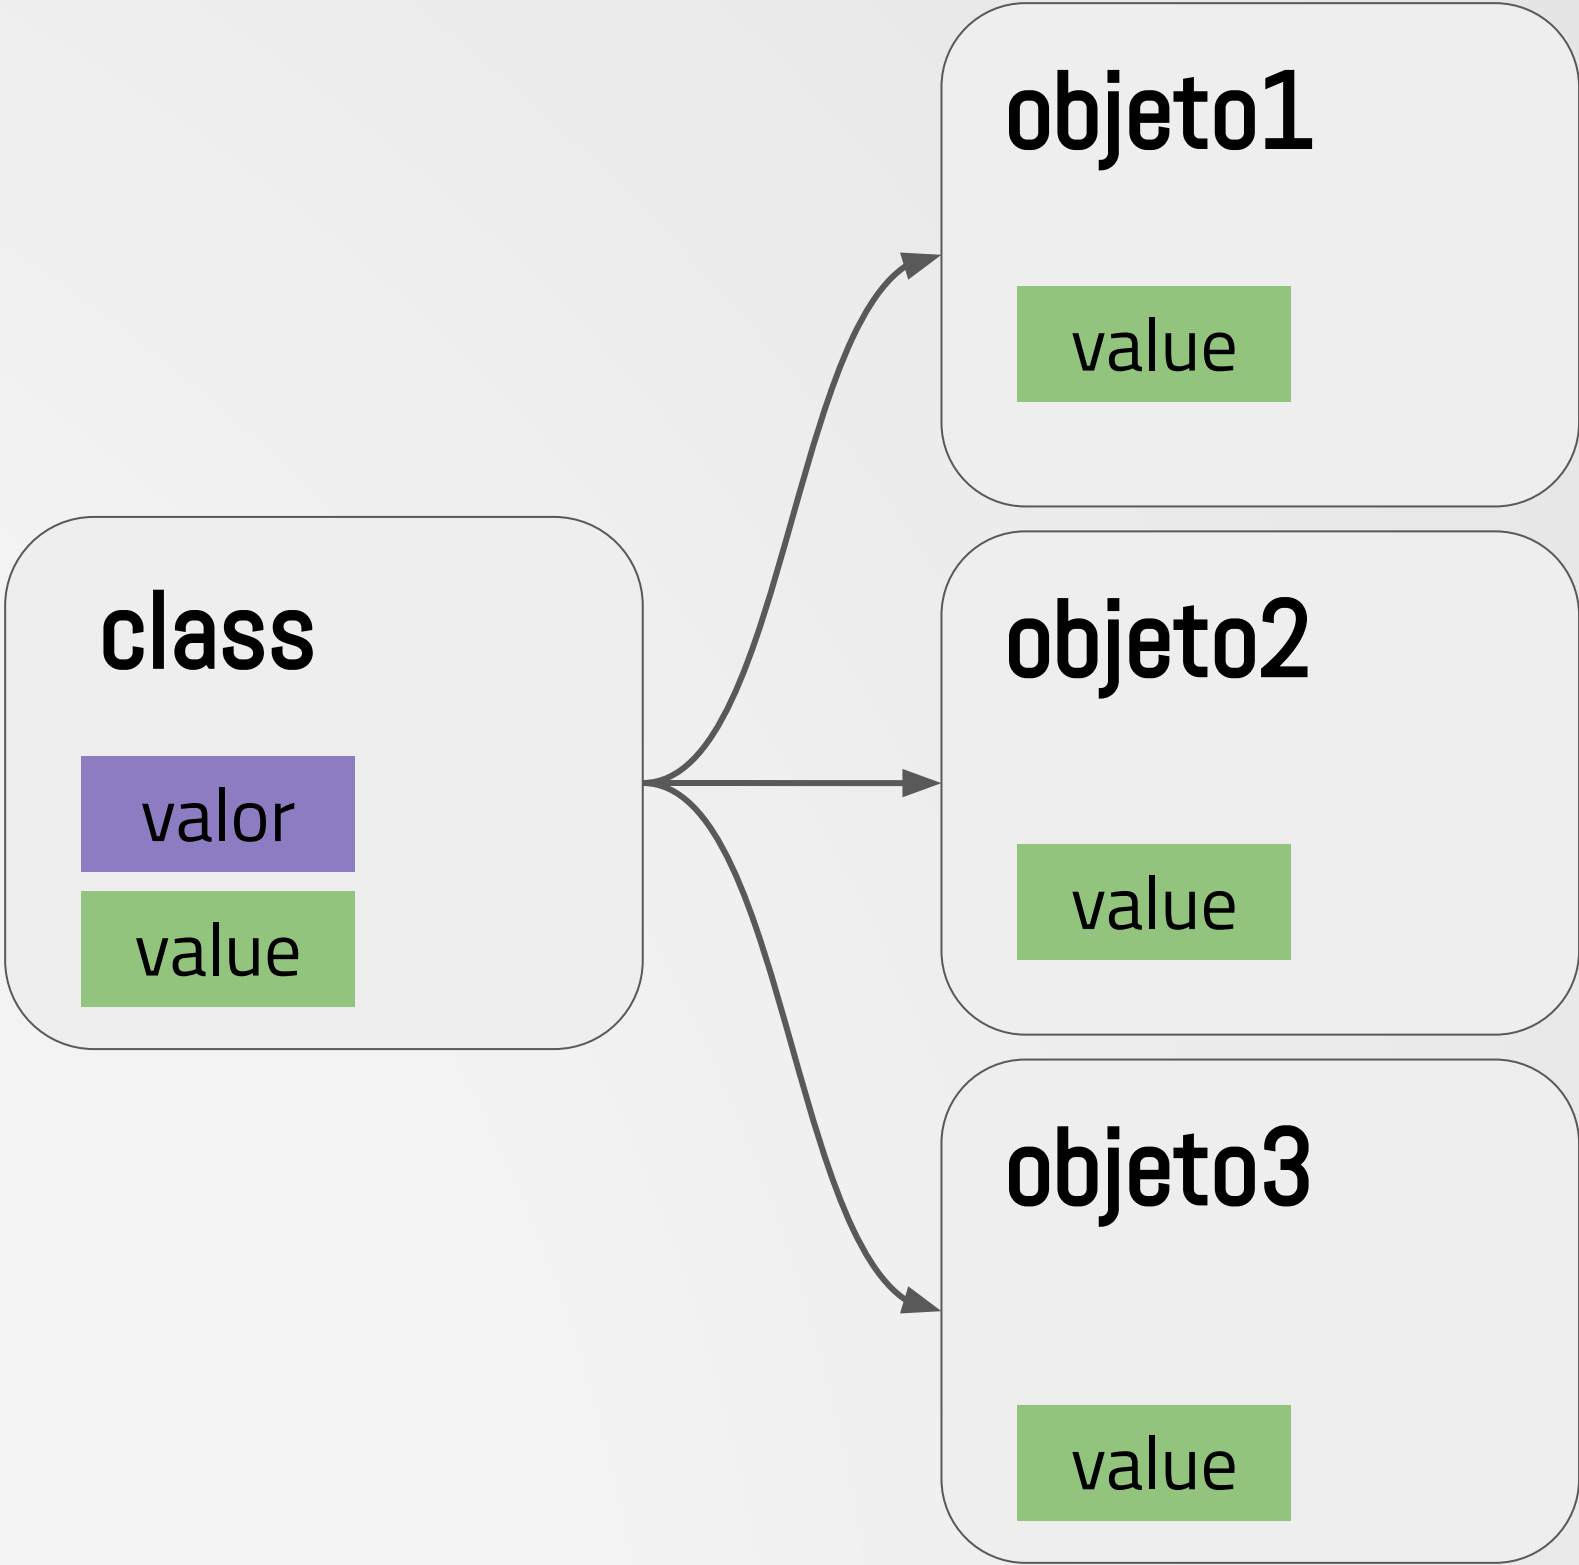 class
valor
value
objeto1
value
objeto2
value
objeto3
value